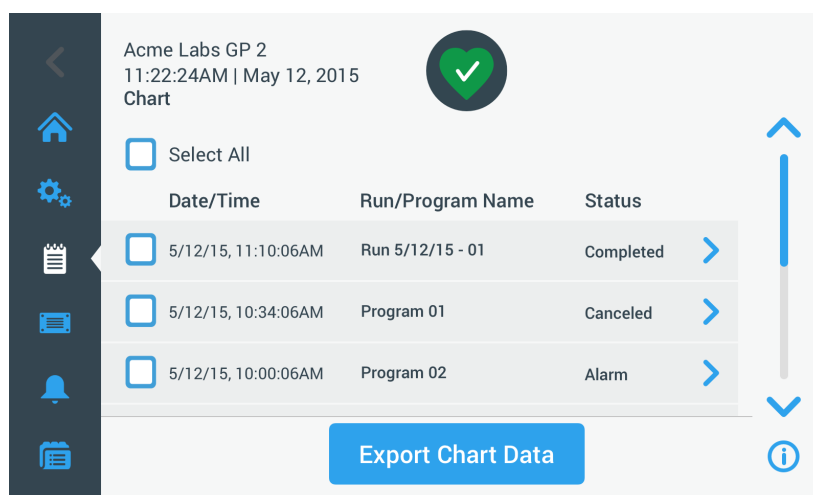 Acme Labs GP 2
11:22:24AM | May 12, 2015
Chart
Select All
Date/Time Run/Program Name Status
5/12/15, 11:10:06AM Run 5/12/15 - 01 Completed
5/12/15, 10:34:06AM Program 01 Canceled
5/12/15, 10:00:06AM Program 02 Alarm
Export Chart Data